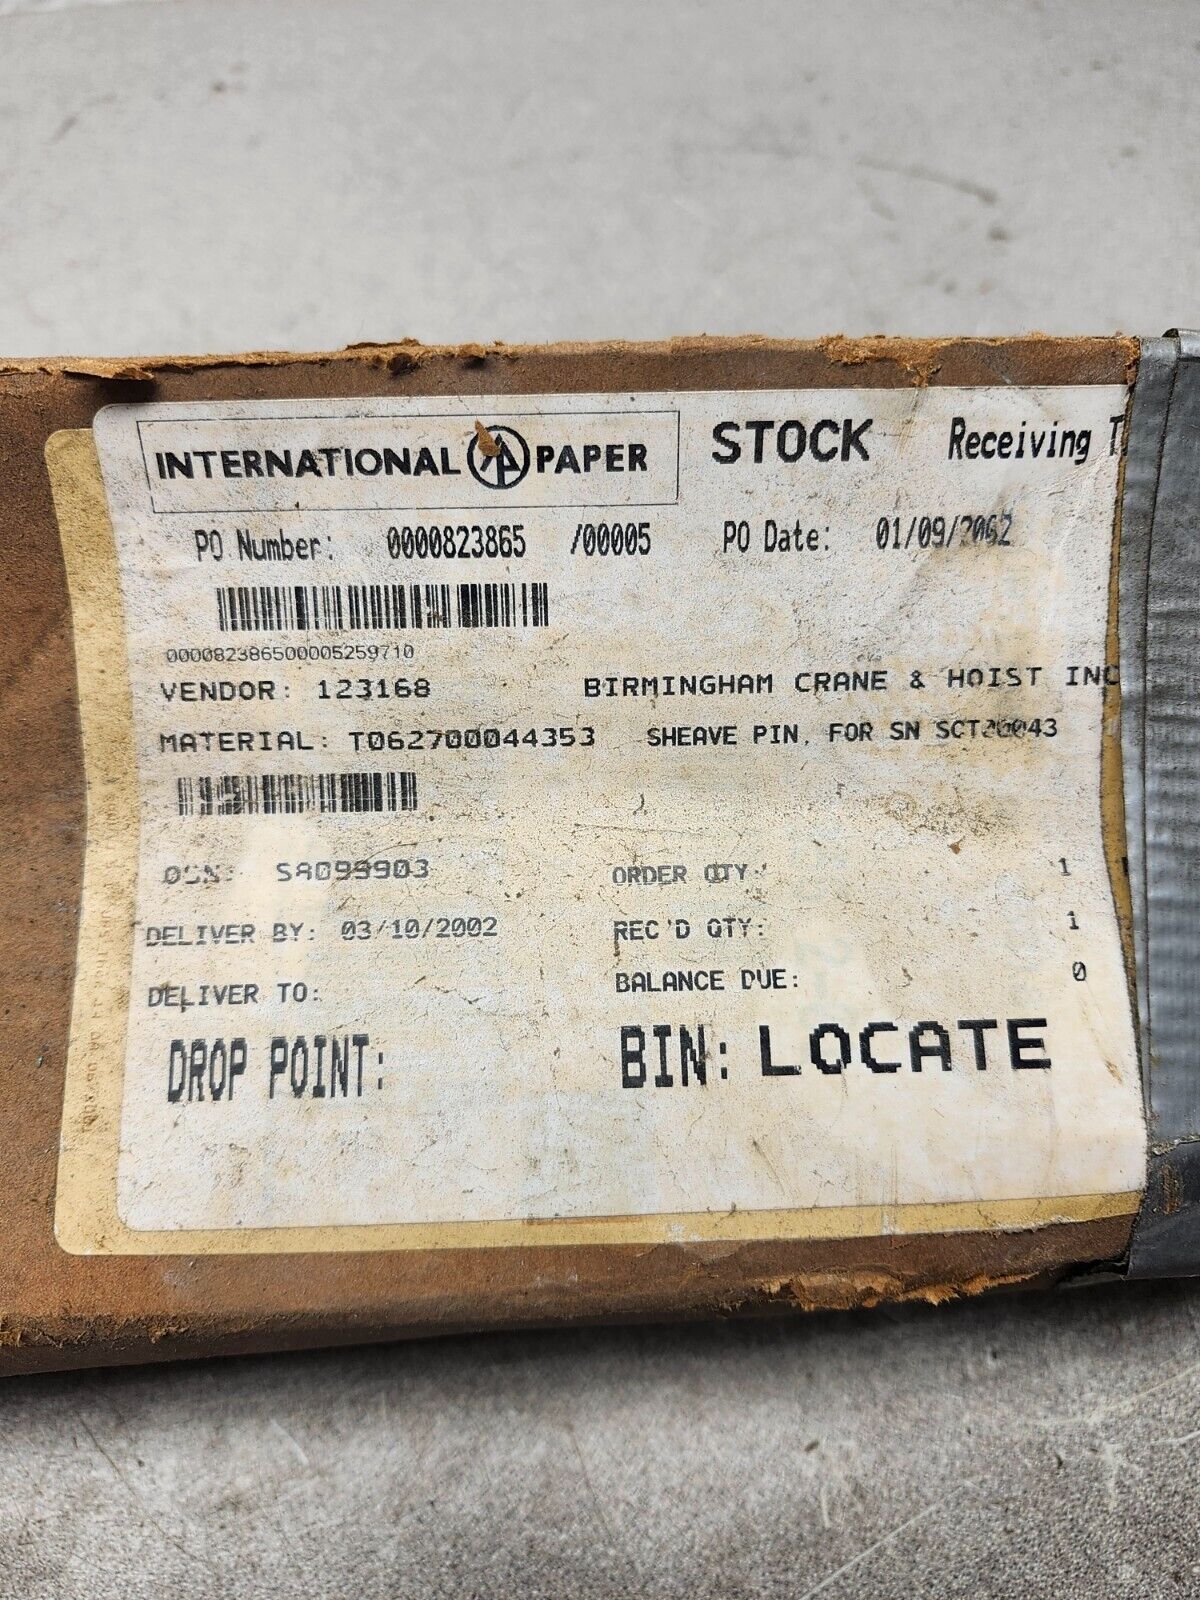 INTERNATIONAL PAPER STOCK Receiving
PO Number: 0000823865 /00005 PO Date: 01/09/2002
000082386500005259710
VENDOR: 123168 BIRMINGHAM CRANE & HOIST INC
MATERIAL: T062700044353 SHEAVE PIN, FOR SN SCT20043
SA099903 ORDER QTY: 1
DELIVER BY: 03/10/2002 REC'D QTY: 1
DELIVER TO: BALANCE DUE: 0
DROP POINT: BIN: LOCATE